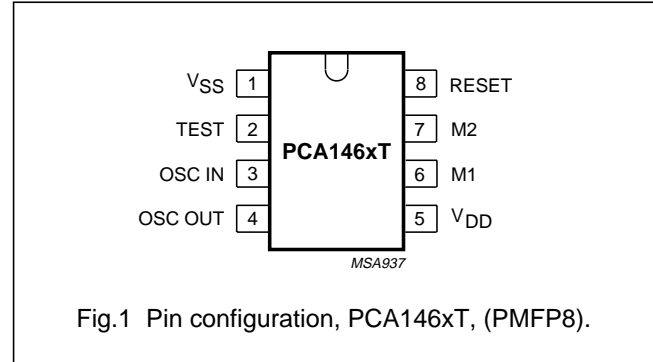 VSS 1 8 RESET
TEST 2 7 M2
PCA146xT
OSC IN 3 6 M1
OSC OUT 4 5 VDD
MSA937
Fig.1 Pin configuration, PCA146xT, (PMFP8).